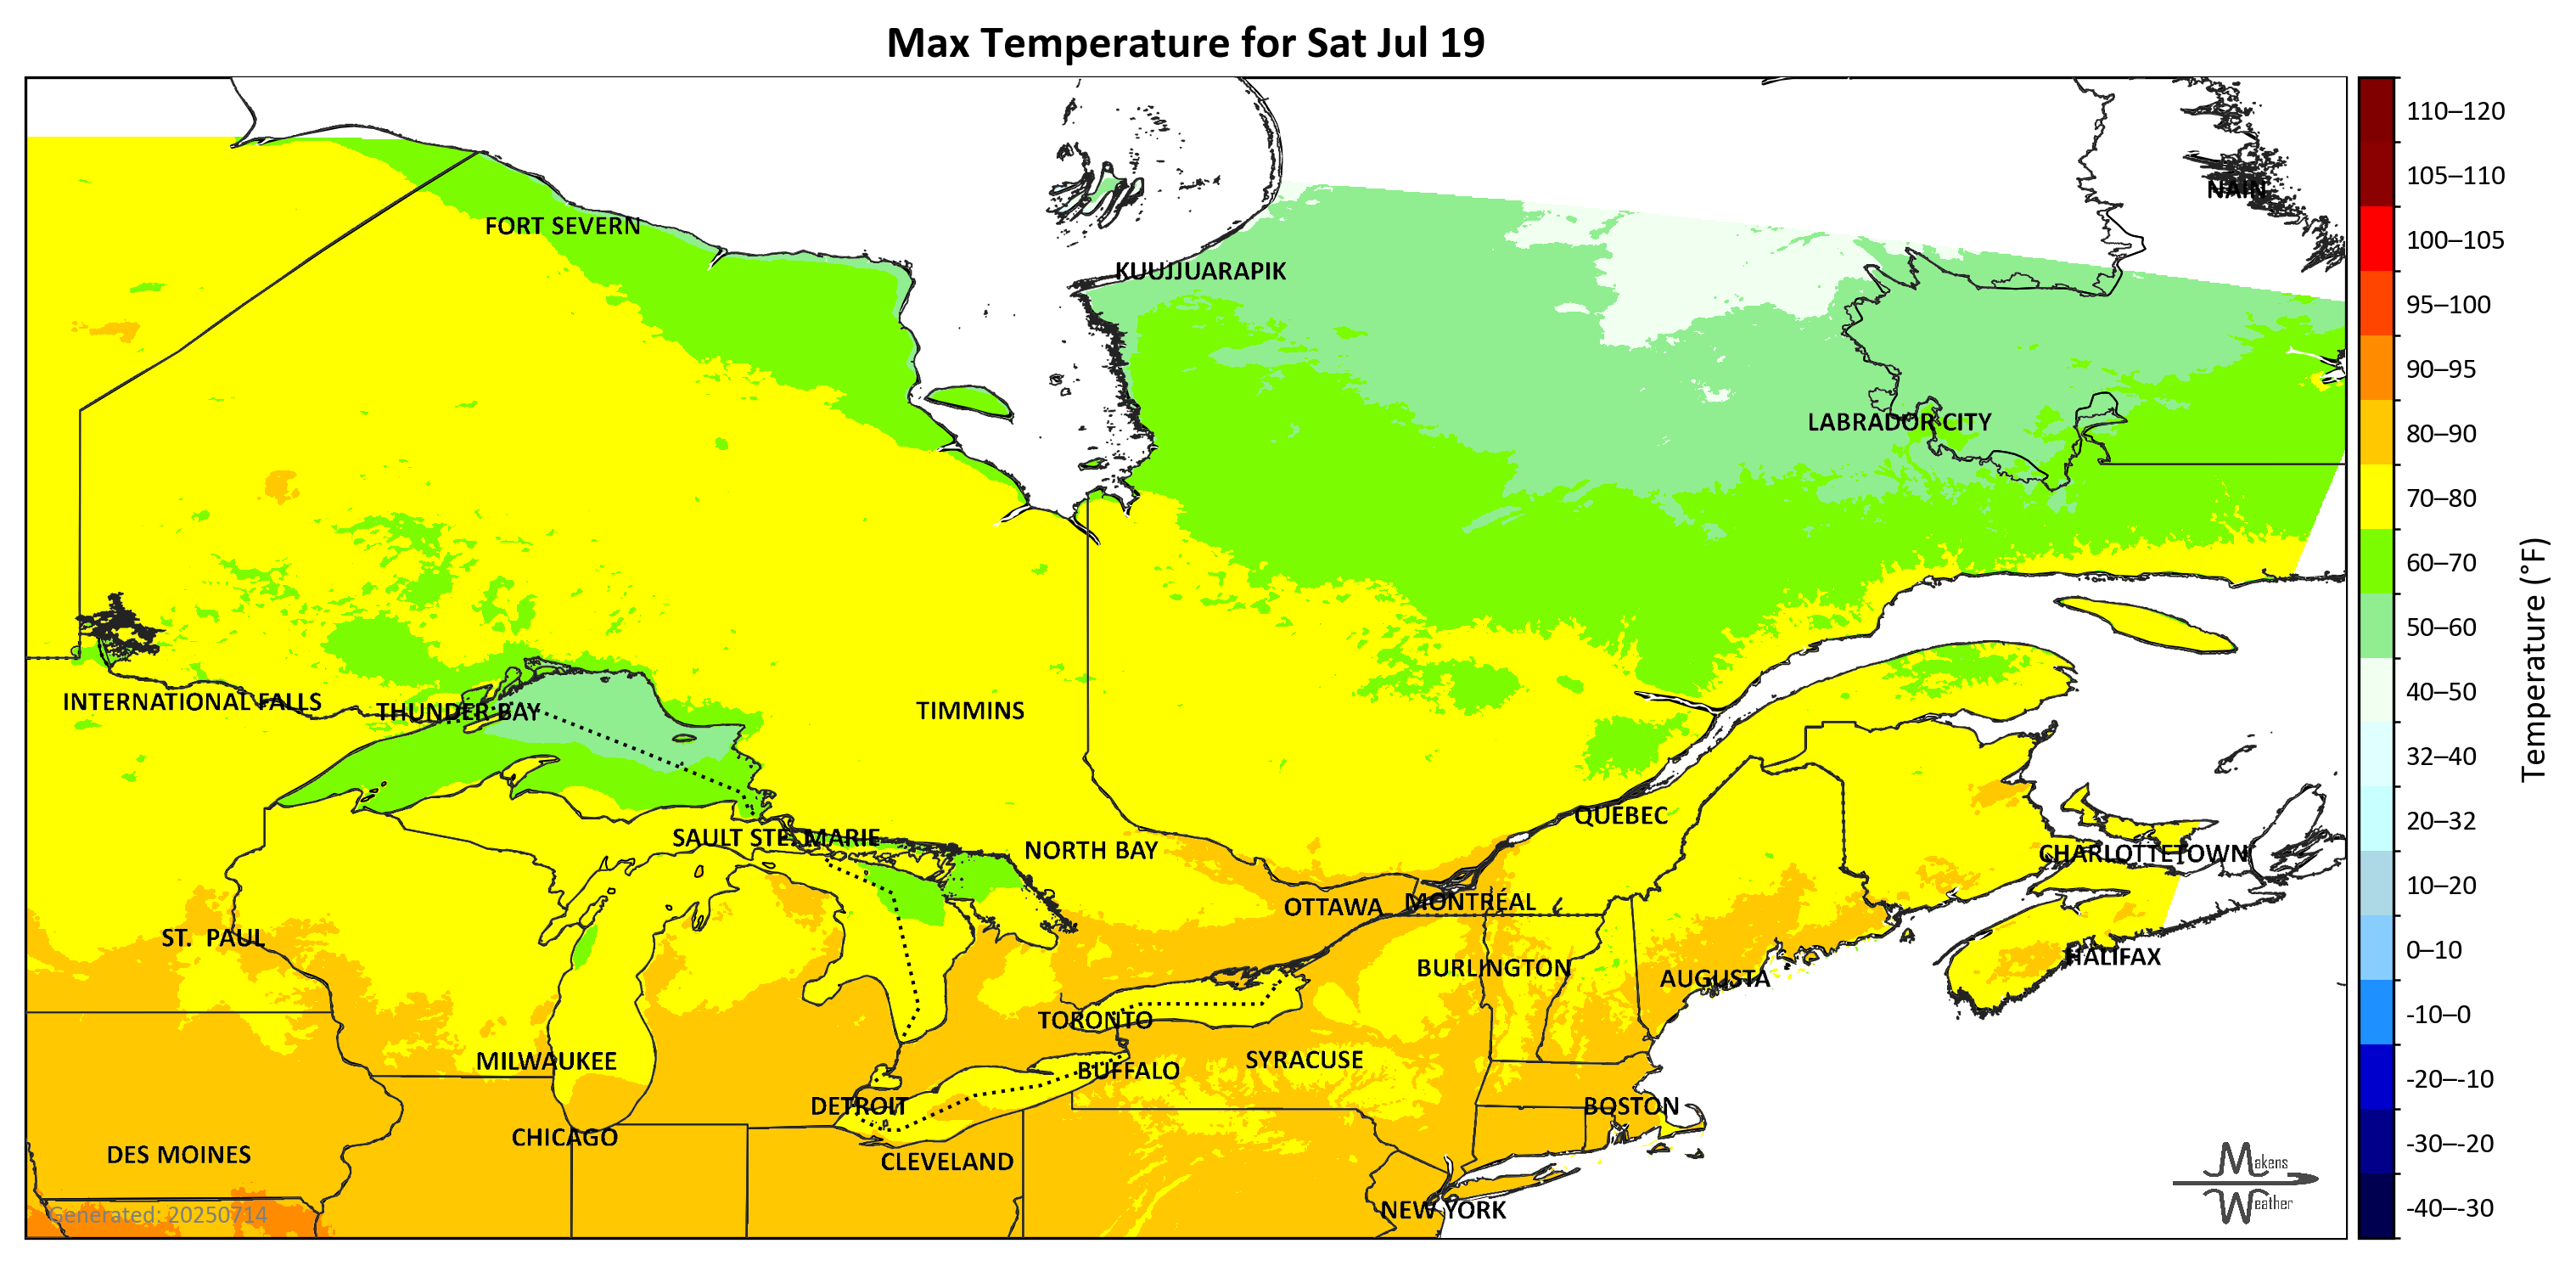 Max Temperature for Sat Jul 19
NAIN
FORT SEVERN
KUUJJUARAPIK
LABRADOR CITY
INTERNATIONAL FALLS
THUNDER BAY
TIMMINS
QUÉBEC
SAULT STE. MARIE
NORTH BAY
CHARLOTTETOWN
OTTAWA
MONTRÉAL
ST. PAUL
HALIFAX
BURLINGTON
AUGUSTA
TORONTO
MILWAUKEE
SYRACUSE
BUFFALO
DETROIT
BOSTON
CHICAGO
DES MOINES
CLEVELAND
NEW YORK
Generated: 20250714
Makens
Weather
110–120
105–110
100–105
95–100
90–95
80–90
70–80
60–70
50–60
40–50
32–40
20–32
10–20
0–10
-10–0
-20–-10
-30–-20
-40–-30
Temperature (°F)